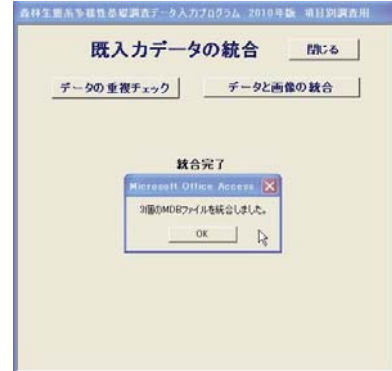 森林生態系多様性基礎調査データ入力プログラム 2010年版 項目別調査用
既入力データの統合
閉じる
データの重複チェック
データと画像の統合
統合完了
Microsoft Office Access
3個のMDBファイルを統合しました。
OK